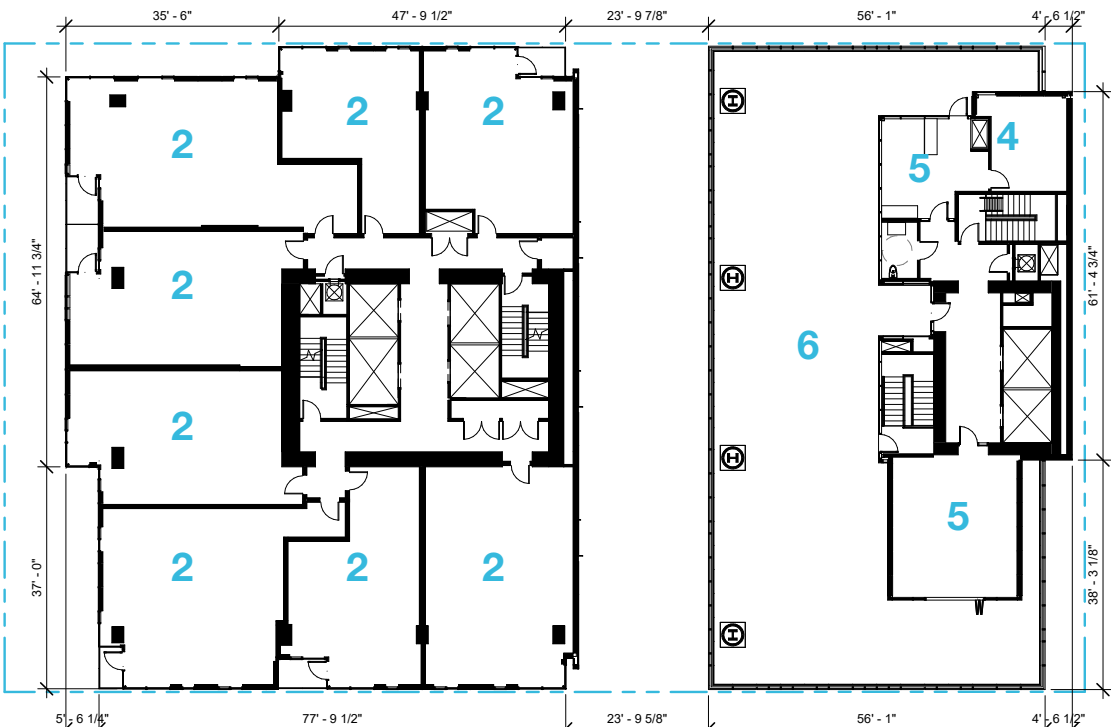 35' - 6" 47' - 9 1/2" 23' - 9 7/8" 56' - 1" 4' - 6 1/2"
2 2 2 4 5
64' - 11 3/4" 61' - 4 3/4"
2 6
2
5
2 2 2
37' - 0" 38' - 3 1/8"
H
H
H
H
5' - 6 1/4" 77' - 9 1/2" 23' - 9 5/8" 56' - 1" 4' - 6 1/2"